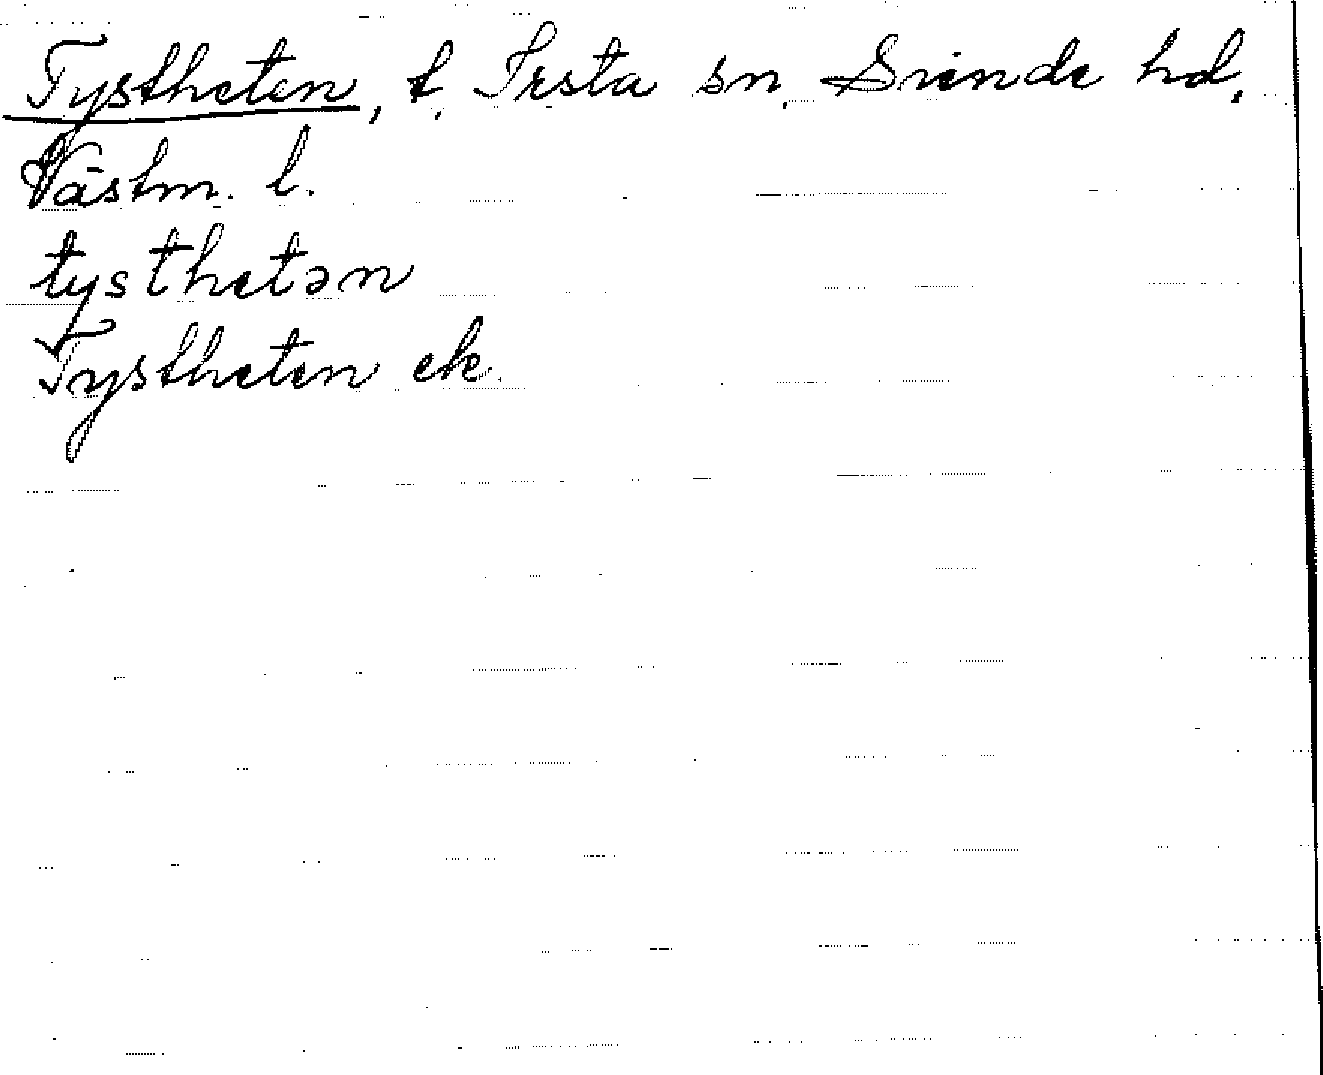 Tystheten, t. Irsta sn, Siende hd,
Västm. l.
tysthetən
Tystheten ek.